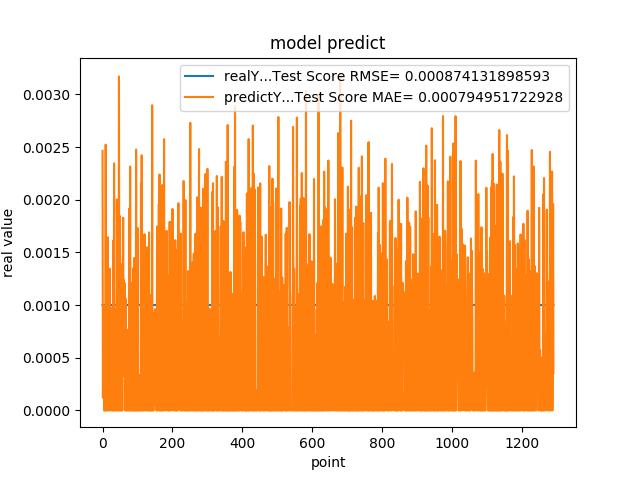 model predict
realY...Test Score RMSE= 0.000874131898593
predictY...Test Score MAE= 0.000794951722928
0.0030
0.0025
0.0020
0.0015
0.0010
0.0005
0.0000
real value
0 200 400 600 800 1000 1200
point